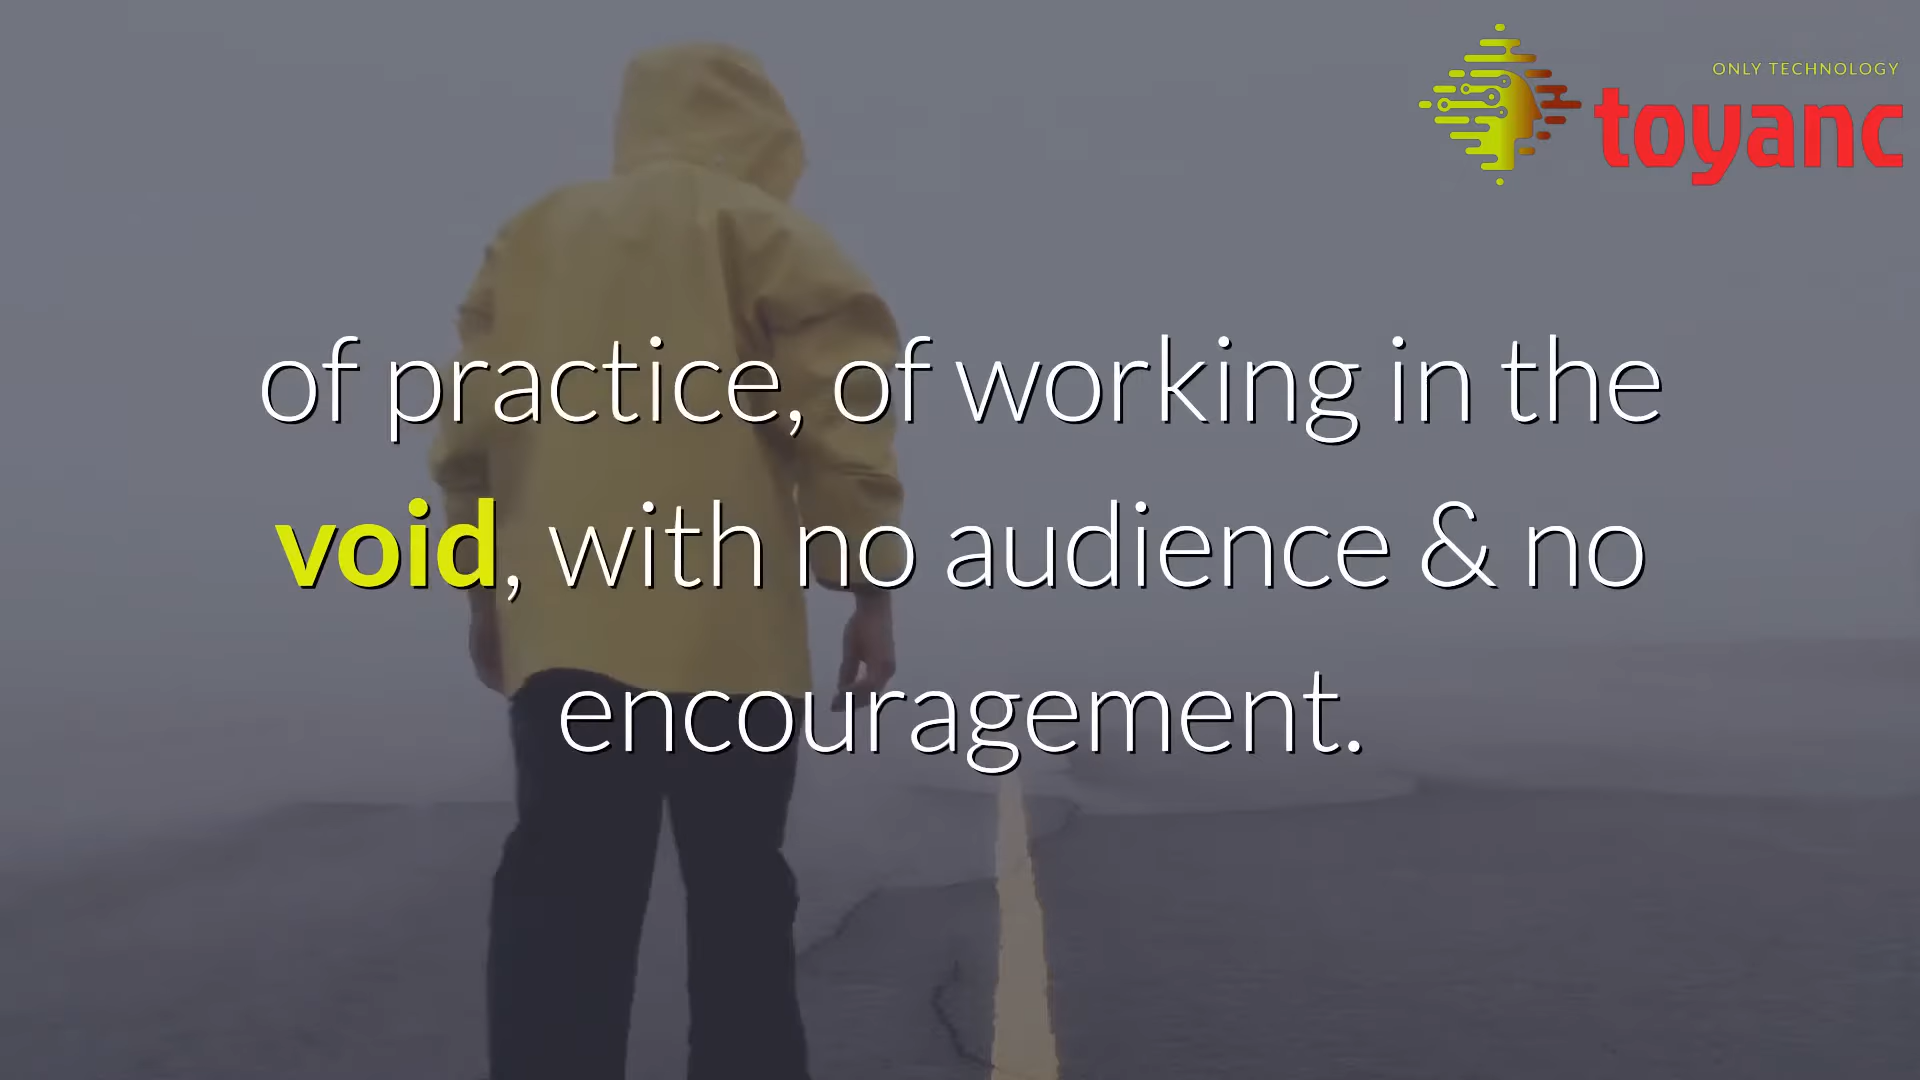 ONLY TECHNOLOGY
toyanc
of practice, of working in the
void, with no audience & no
encouragement.